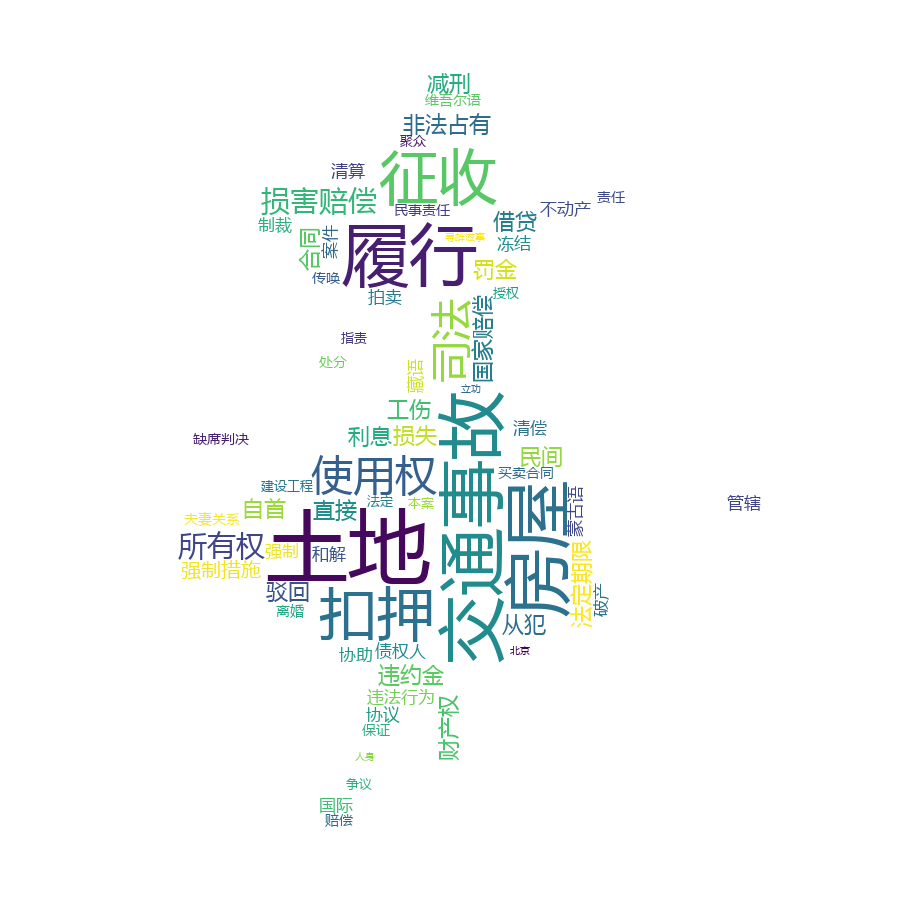 减刑
维吾尔语
非法占有
聚众
征收
清算
损害赔偿
民事责任
责任
不动产
借贷
制裁
合同
案件
履行
寻衅滋事
冻结
传唤
罚金
拍卖
授权
司法
国家赔偿
指责
处分
藏语
立功
工伤
交通事故
利息
损失
清偿
缺席判决
民间
使用权
买卖合同
建设工程
房屋
蒙古语
法定
本案
管辖
自首
直接
夫妻关系
土地
所有权
强制
和解
强制措施
法定期限
驳回
破产
扣押
离婚
从犯
协助
债权人
北京
违约金
违法行为
财产权
协议
保证
人身
争议
国际
赔偿